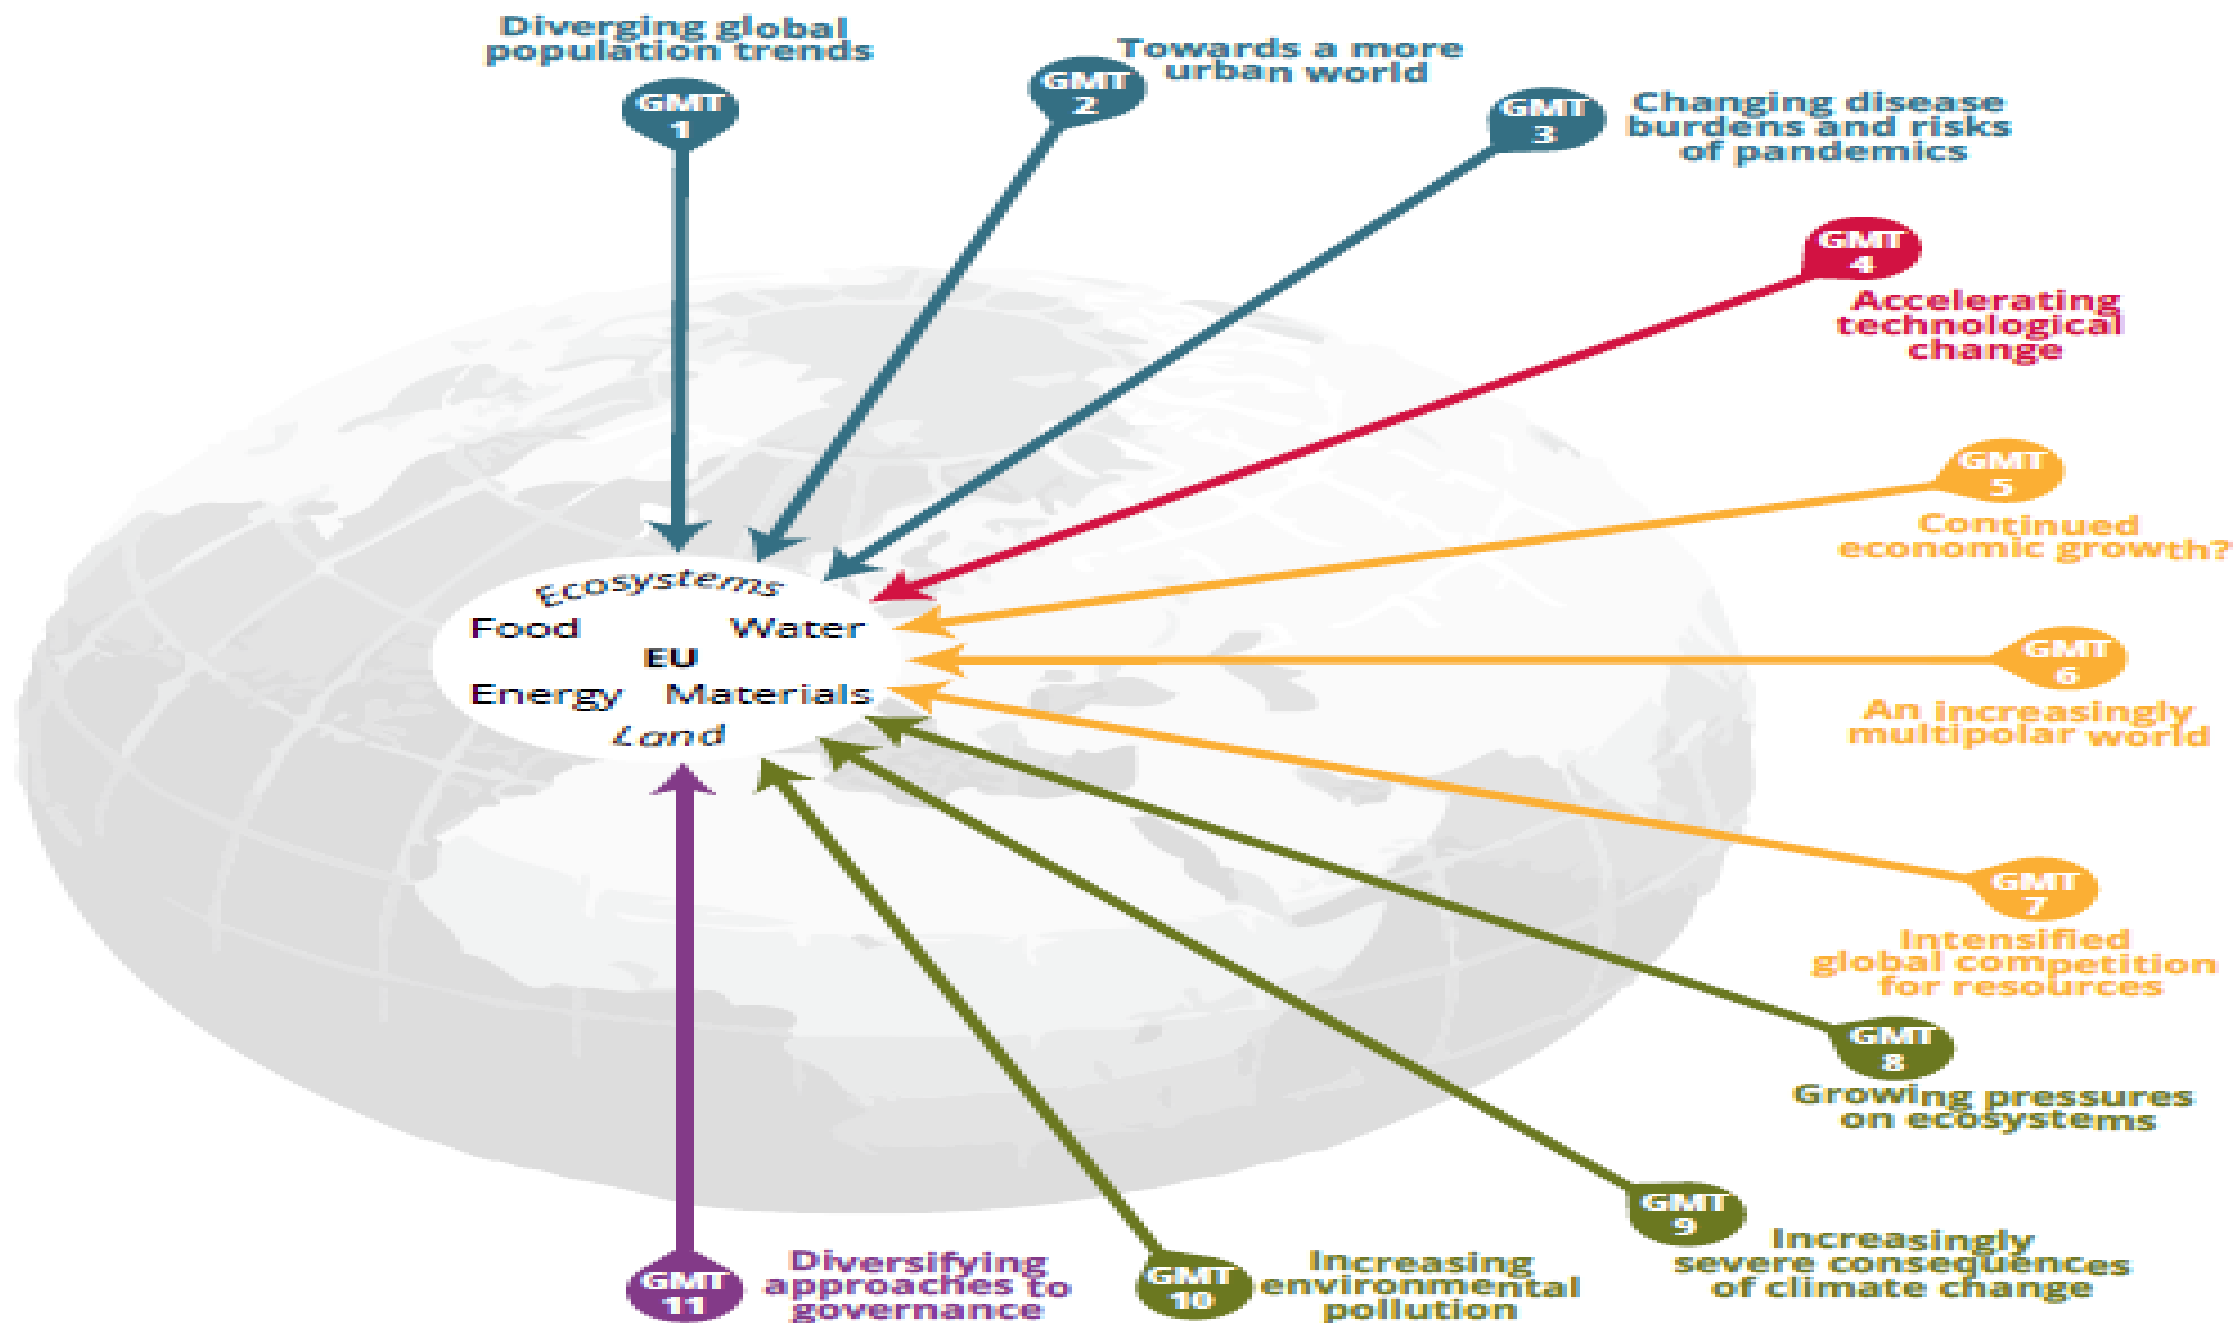 Diverging global
population trends
GMT
1
Towards a more
urban world
GMT
2
Changing disease
burdens and risks
of pandemics
GMT
3
GMT
4
Accelerating
technological
change
GMT
5
Continued
economic growth?
GMT
6
An increasingly
multipolar world
GMT
7
Intensified
global competition
for resources
GMT
8
Growing pressures
on ecosystems
GMT
9
Increasingly
severe consequences
of climate change
GMT
10
Increasing
environmental
pollution
GMT
11
Diversifying
approaches to
governance
Ecosystems
Food Water
EU
Energy Materials
Land